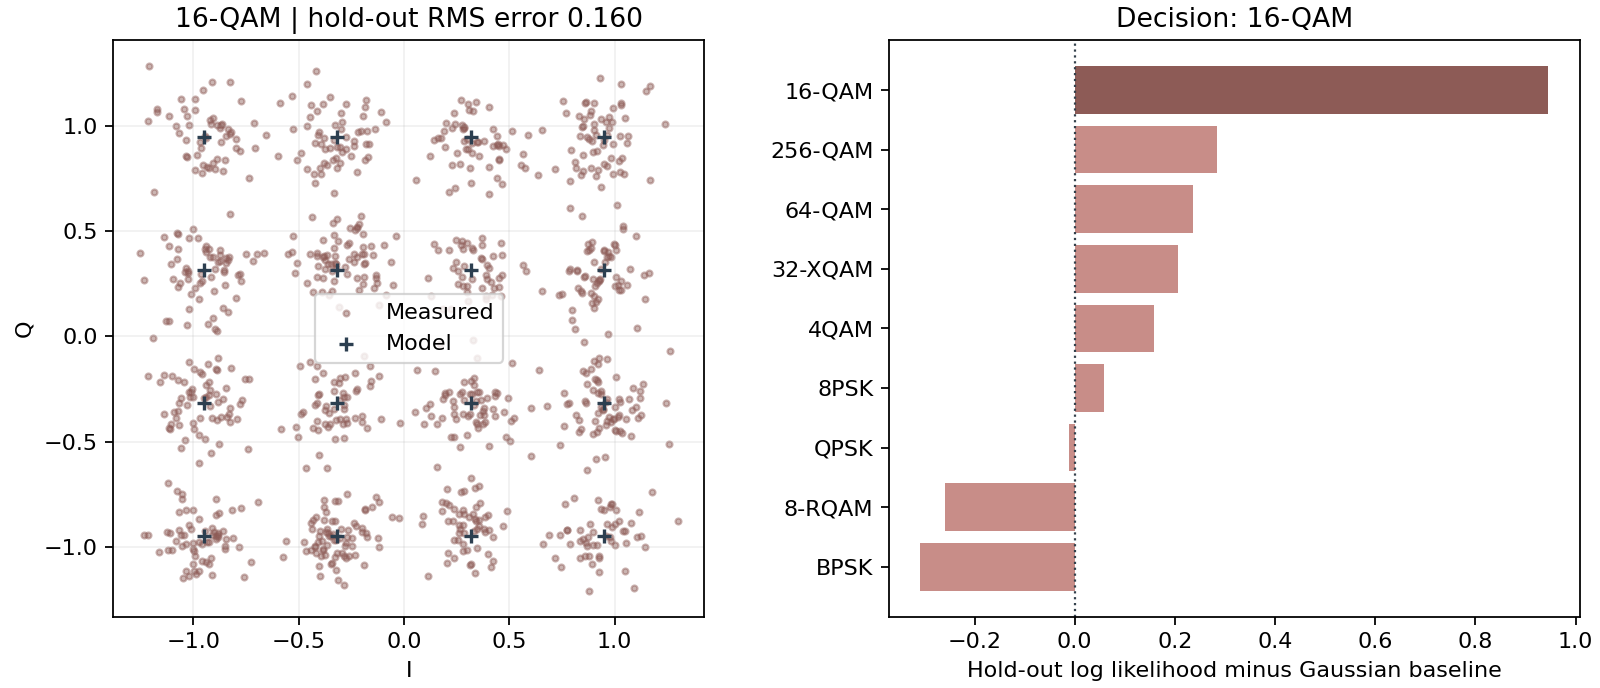 16-QAM | hold-out RMS error 0.160
Q
1.0
0.5
0.0
−0.5
−1.0
−1.0
−0.5
0.0
0.5
1.0
I
Measured
Model
Decision: 16-QAM
16-QAM
256-QAM
64-QAM
32-XQAM
4QAM
8PSK
QPSK
8-RQAM
BPSK
−0.2
0.0
0.2
0.4
0.6
0.8
1.0
Hold-out log likelihood minus Gaussian baseline